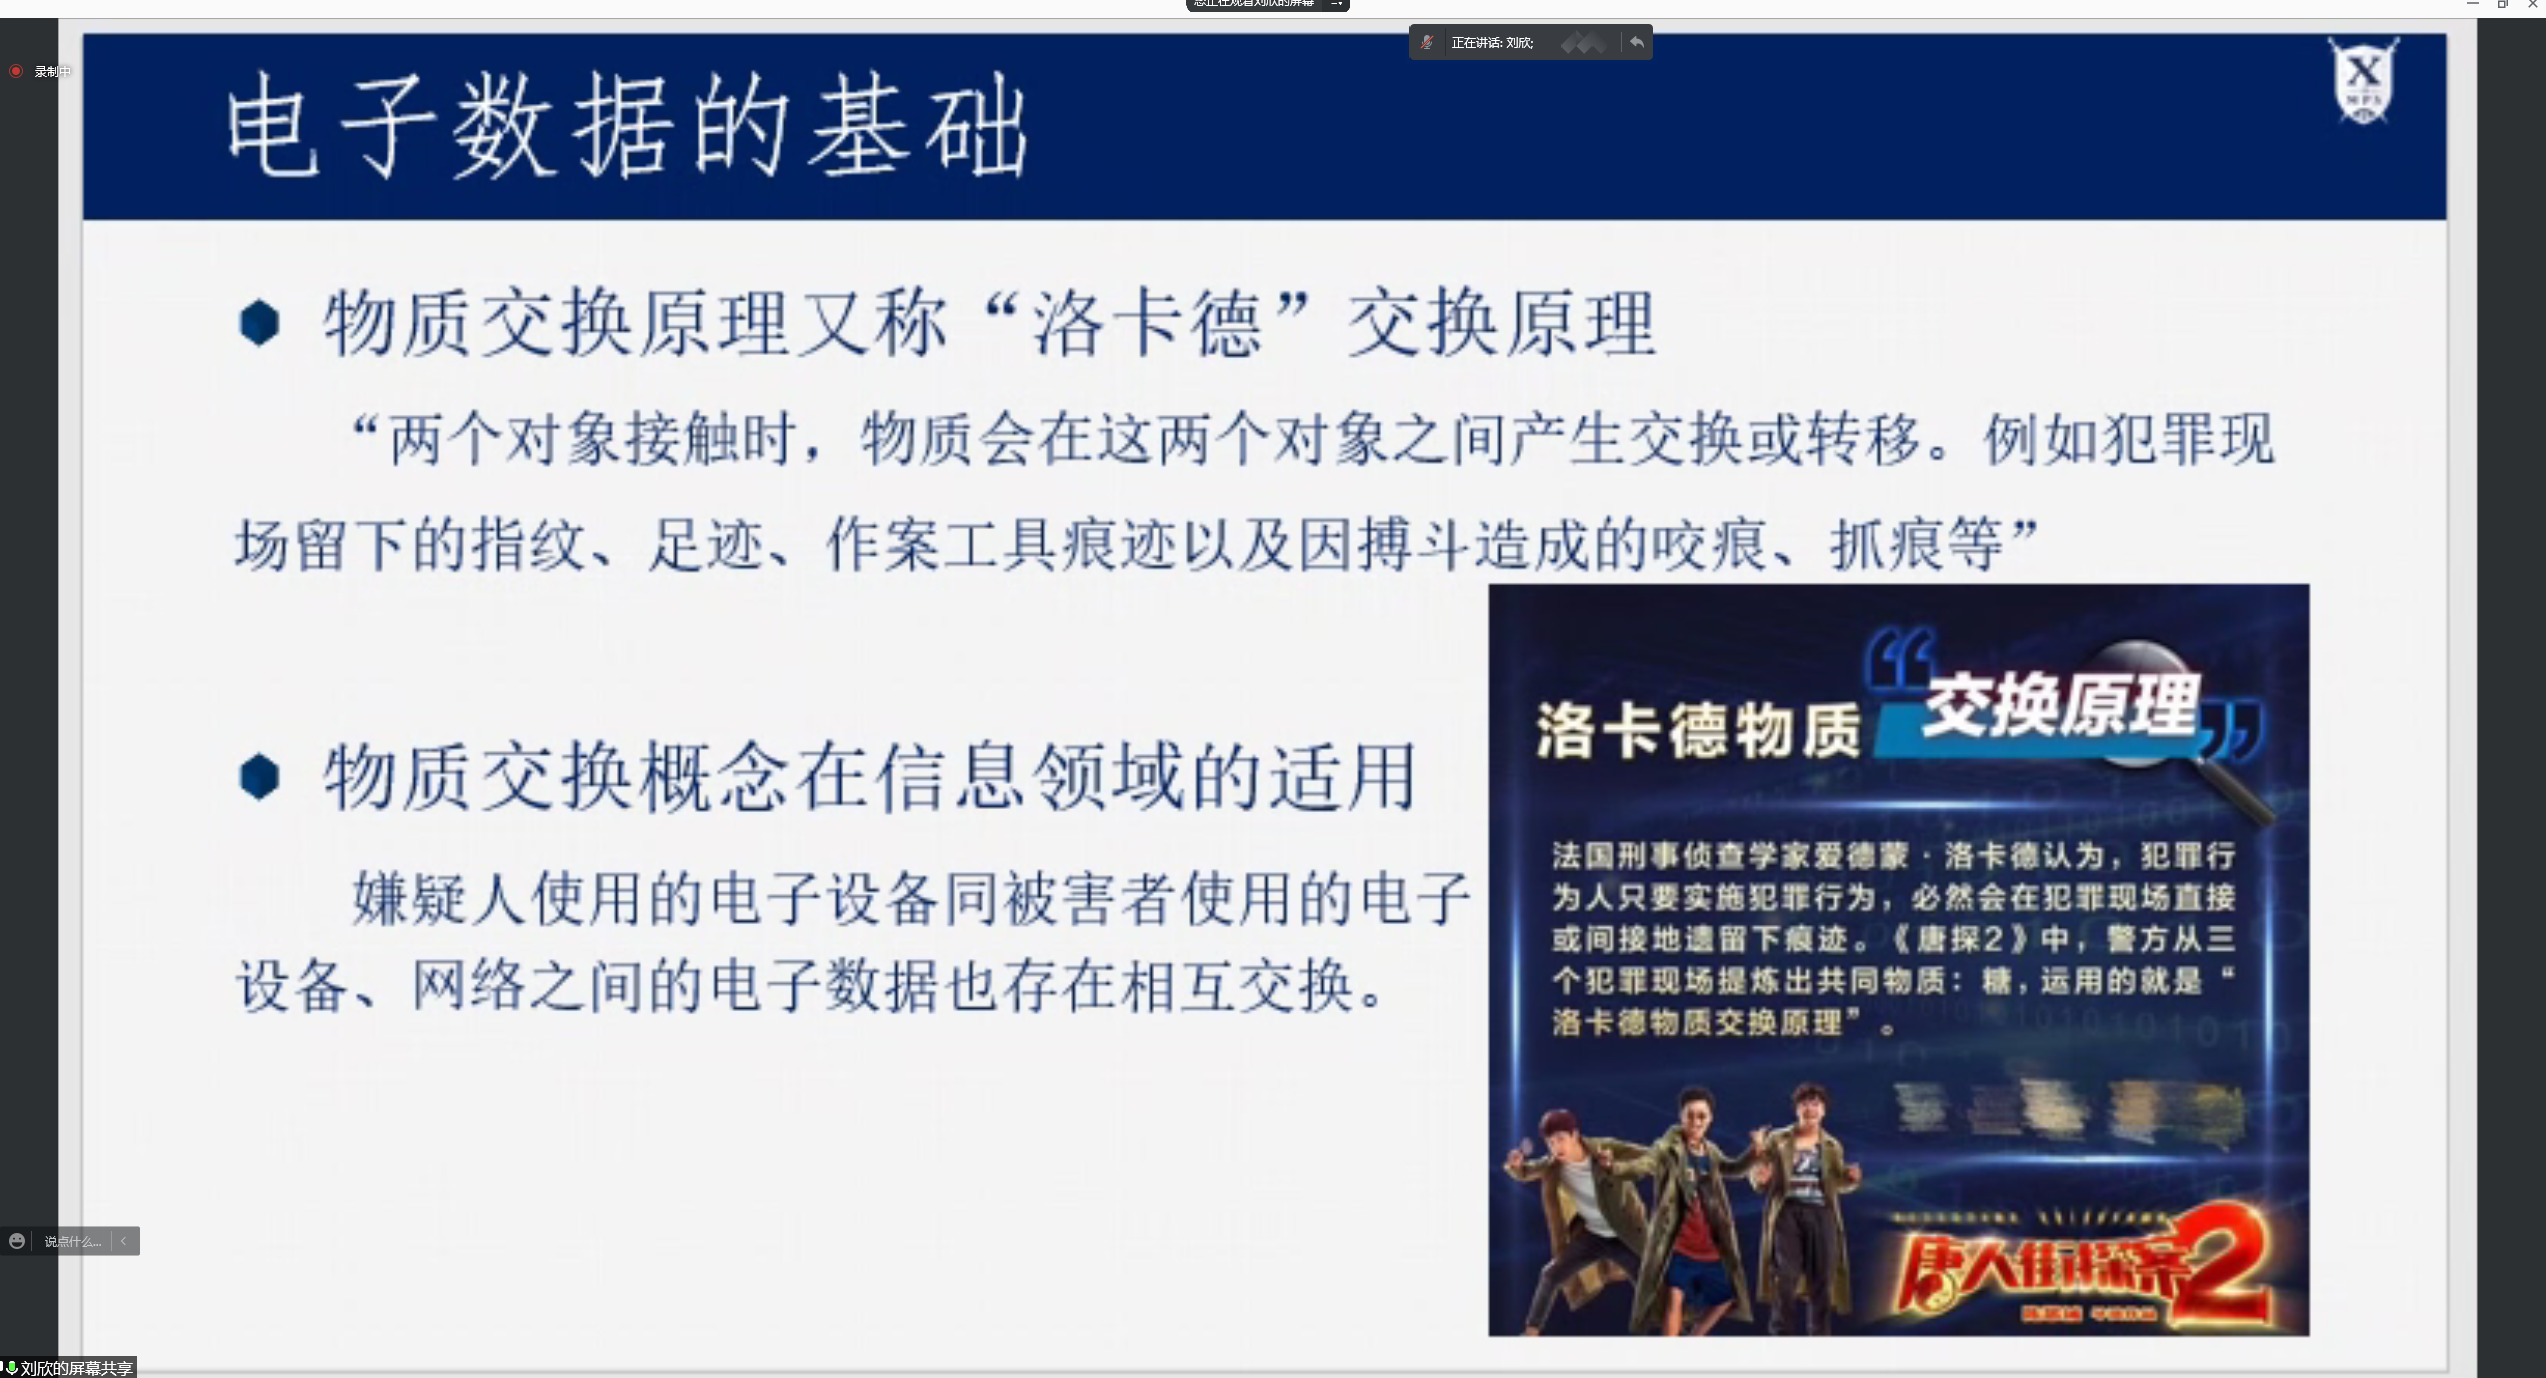 正在讲话: 刘欣;
录制中
电子数据的基础
X
物质交换原理又称“洛卡德”交换原理
“两个对象接触时，物质会在这两个对象之间产生交换或转移。例如犯罪现
场留下的指纹、足迹、作案工具痕迹以及因搏斗造成的咬痕、抓痕等”
物质交换概念在信息领域的适用
嫌疑人使用的电子设备同被害者使用的电子
设备、网络之间的电子数据也存在相互交换。
洛卡德物质“交换原理”
法国刑事侦查学家爱德蒙·洛卡德认为，犯罪行
为人只要实施犯罪行为，必然会在犯罪现场直接
或间接地遗留下痕迹。《唐探2》中，警方从三
个犯罪现场提炼出共同物质：糖，运用的就是“
洛卡德物质交换原理”。
唐人街探案2
说点什么...
刘欣的屏幕共享